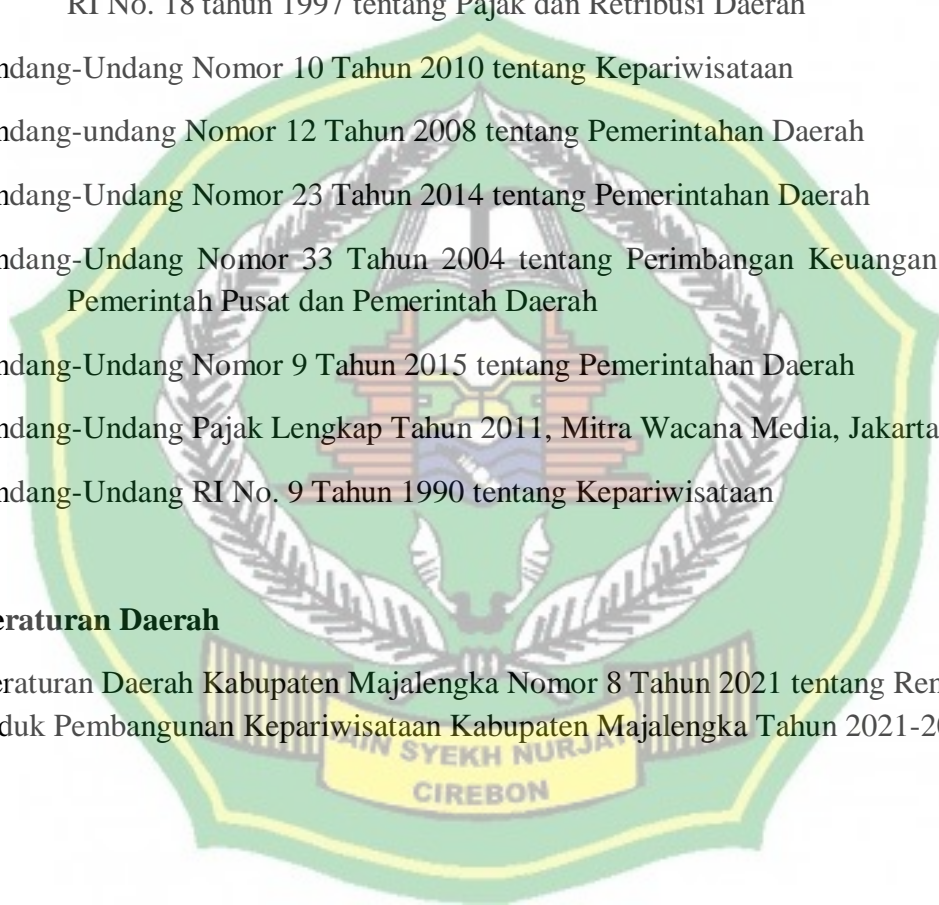 RI No. 18 tahun 1997 tentang Pajak dan Retribusi Daerah
ndang-Undang Nomor 10 Tahun 2010 tentang Kepariwisataan
ndang-undang Nomor 12 Tahun 2008 tentang Pemerintahan Daerah
ndang-Undang Nomor 23 Tahun 2014 tentang Pemerintahan Daerah
ndang-Undang Nomor 33 Tahun 2004 tentang Perimbangan Keuangan
Pemerintah Pusat dan Pemerintah Daerah
ndang-Undang Nomor 9 Tahun 2015 tentang Pemerintahan Daerah
ndang-Undang Pajak Lengkap Tahun 2011, Mitra Wacana Media, Jakarta
ndang-Undang RI No. 9 Tahun 1990 tentang Kepariwisataan
eraturan Daerah
eraturan Daerah Kabupaten Majalengka Nomor 8 Tahun 2021 tentang Ren
duk Pembangunan Kepariwisataan Kabupaten Majalengka Tahun 2021-20
IAIN SYEKH NURJATI
CIREBON